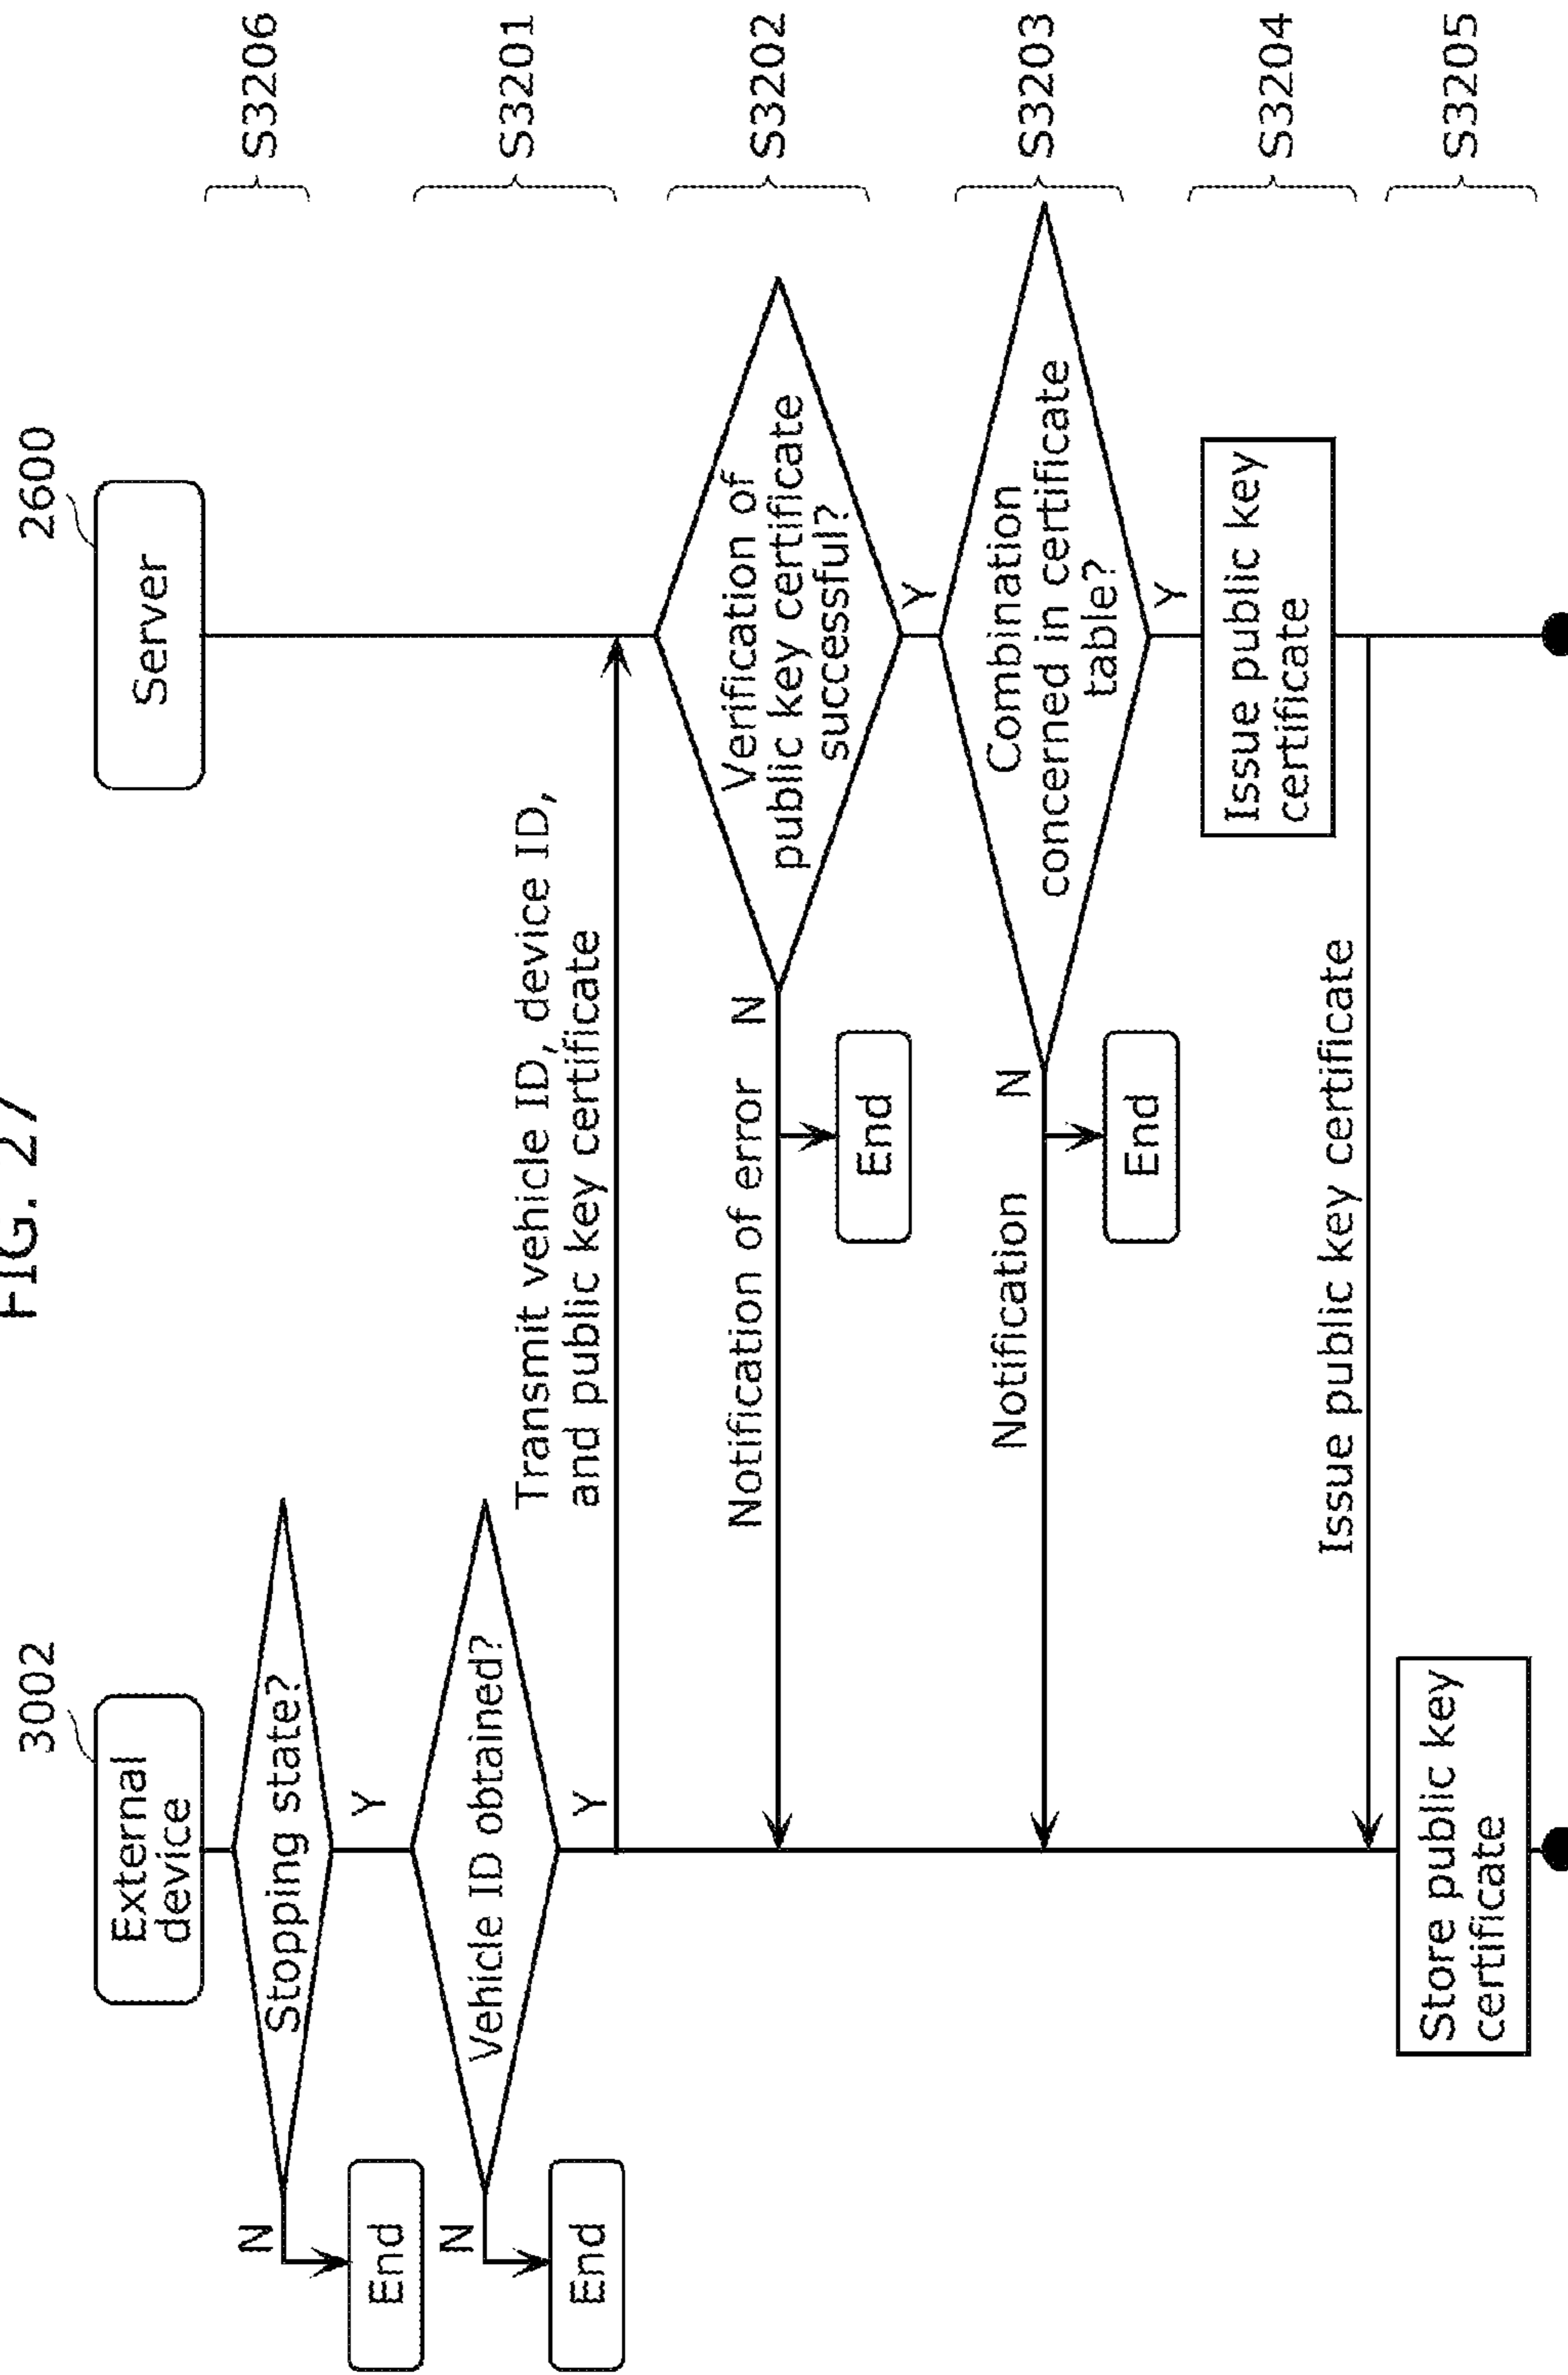 FIG. 27
3002
2600
External
device
Server
Stopping state?
S3206
N
Y
End
Vehicle ID obtained?
S3201
N
Y
End
Transmit vehicle ID, device ID,
and public key certificate
Verification of
public key certificate
successful?
S3202
Notification of error
N
Y
End
Combination
concerned in certificate
table?
S3203
Notification
N
Y
End
Issue public key
certificate
S3204
Issue public key certificate
Store public key
certificate
S3205